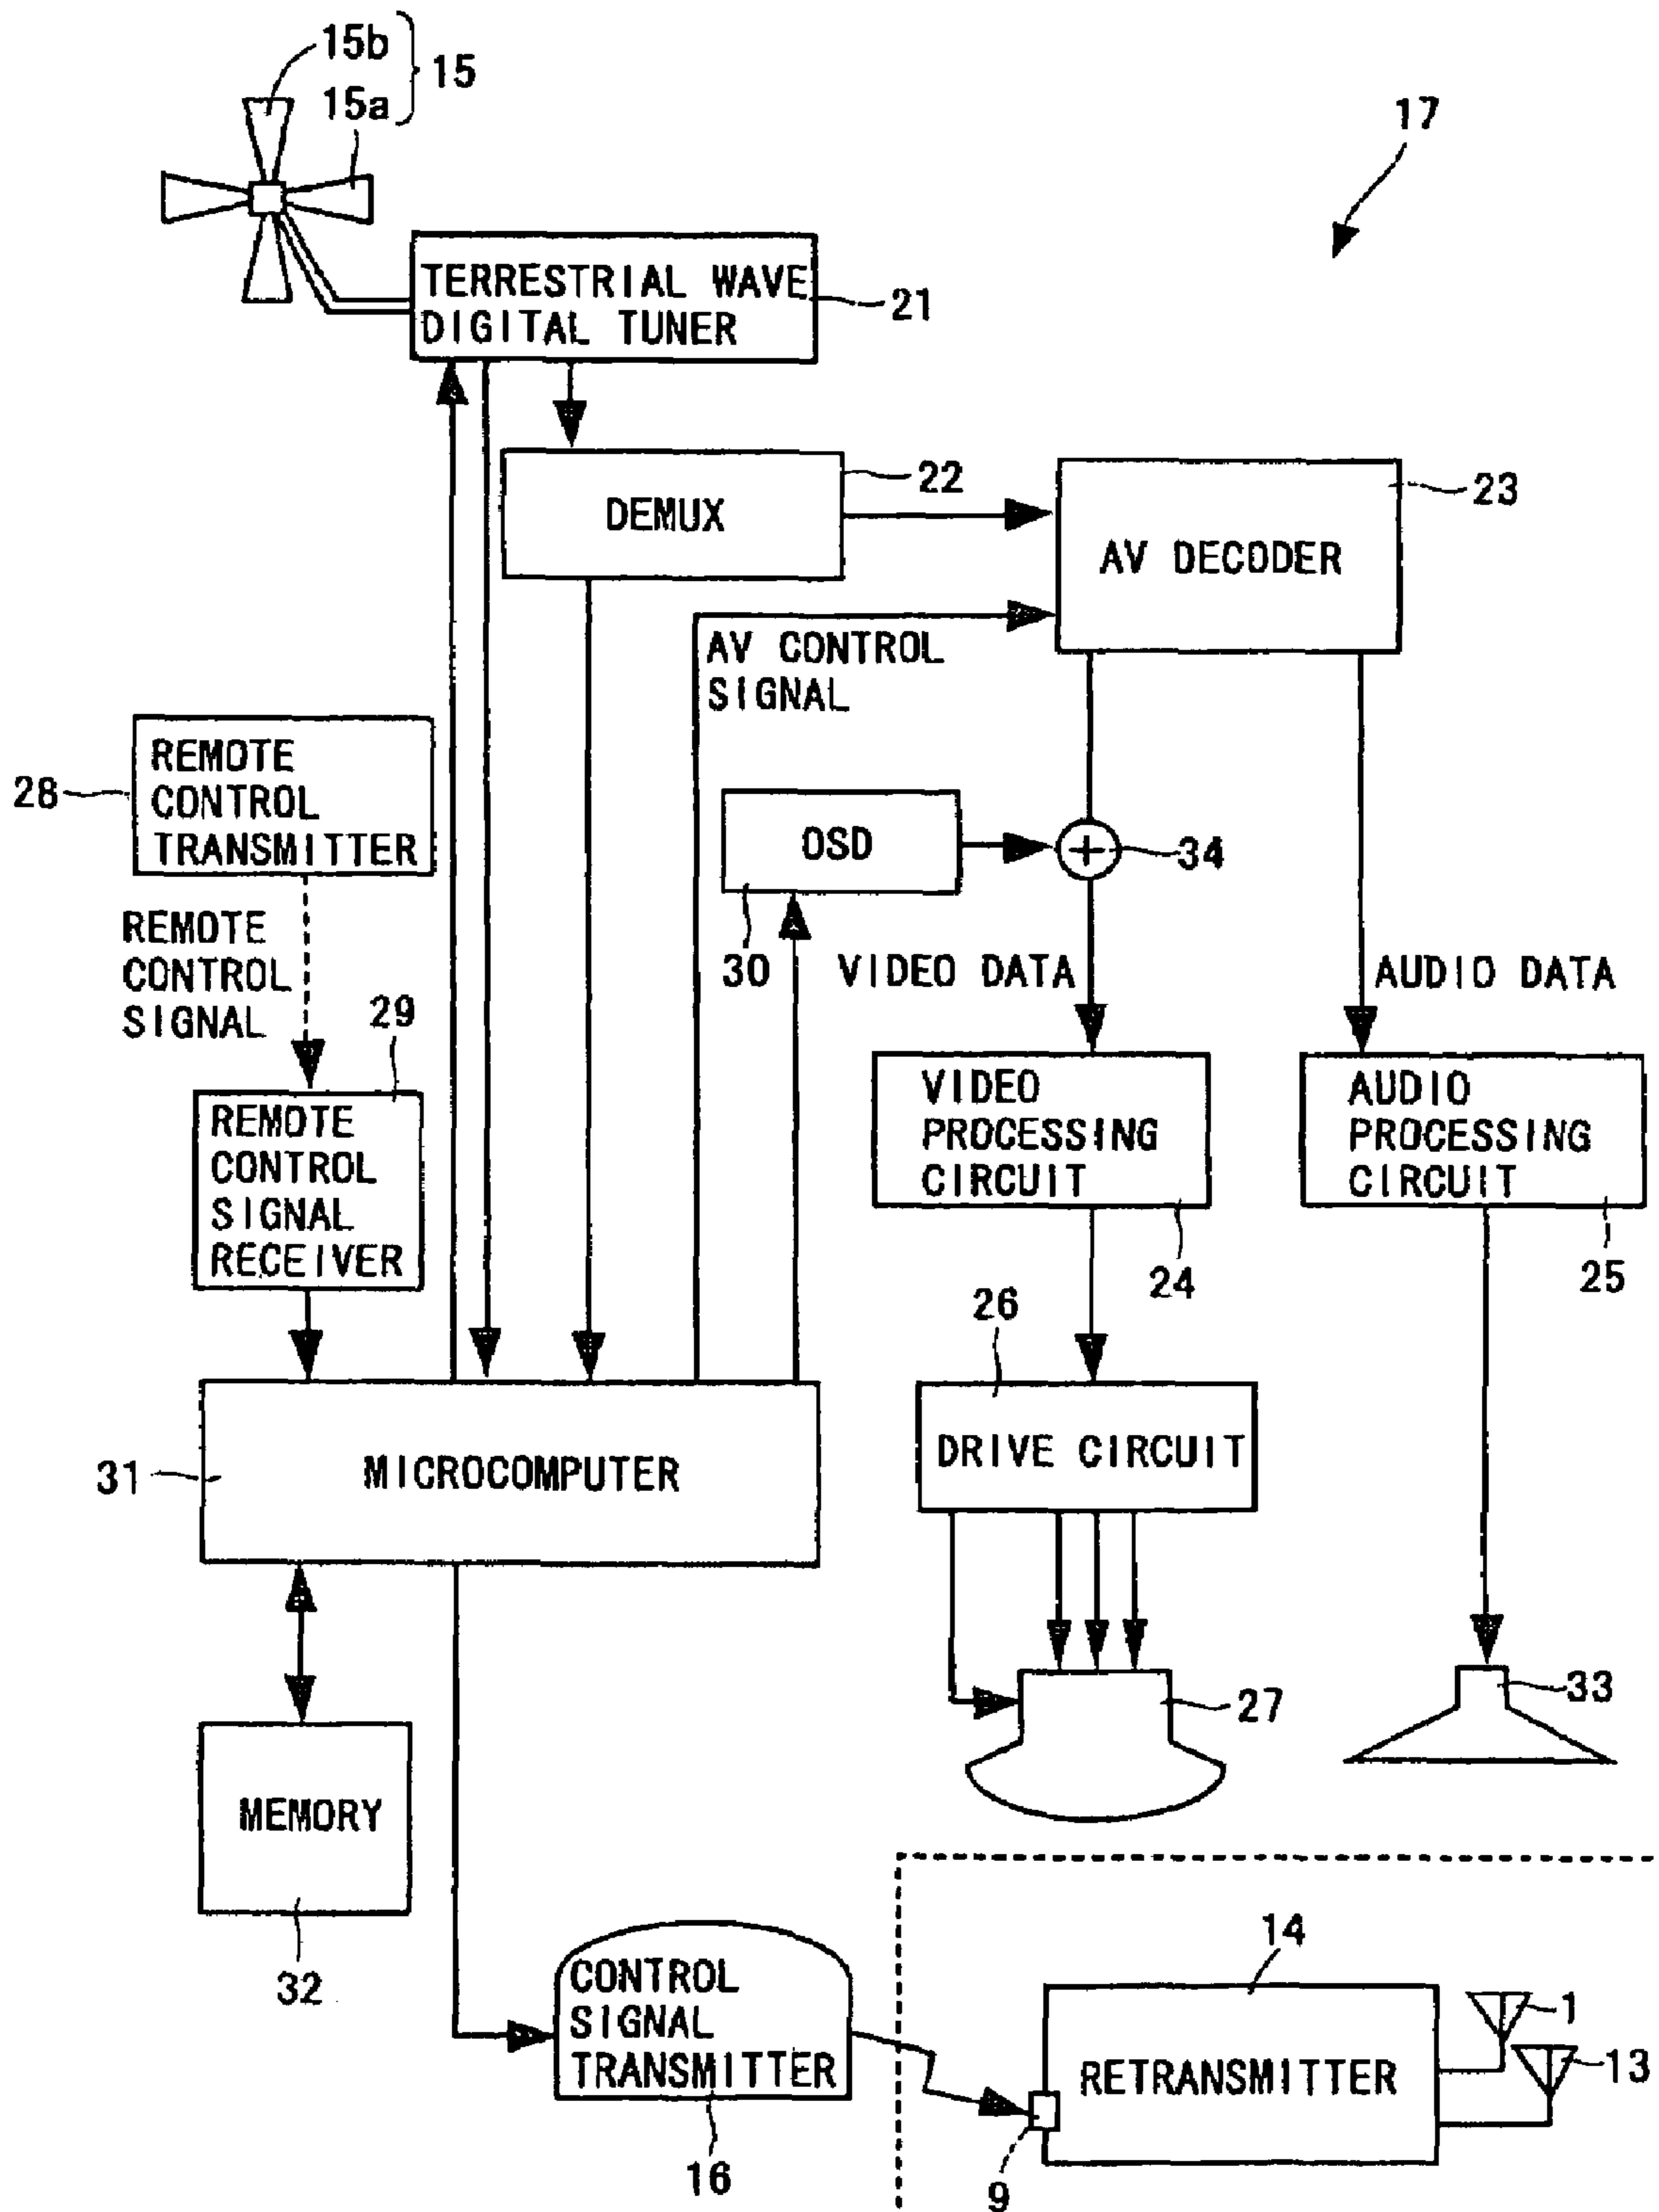 15b
15
15a
17
TERRESTRIAL WAVE
DIGITAL TUNER
21
22
DEMUX
23
AV DECODER
AV CONTROL
SIGNAL
28
REMOTE
CONTROL
TRANSMITTER
OSD
34
30
REMOTE
CONTROL
SIGNAL
29
VIDEO DATA
AUDIO DATA
REMOTE
CONTROL
SIGNAL
RECEIVER
VIDEO
PROCESSING
CIRCUIT
24
AUDIO
PROCESSING
CIRCUIT
25
26
31
MICROCOMPUTER
DRIVE CIRCUIT
27
33
MEMORY
32
CONTROL
SIGNAL
TRANSMITTER
16
14
1
RETRANSMITTER
13
9